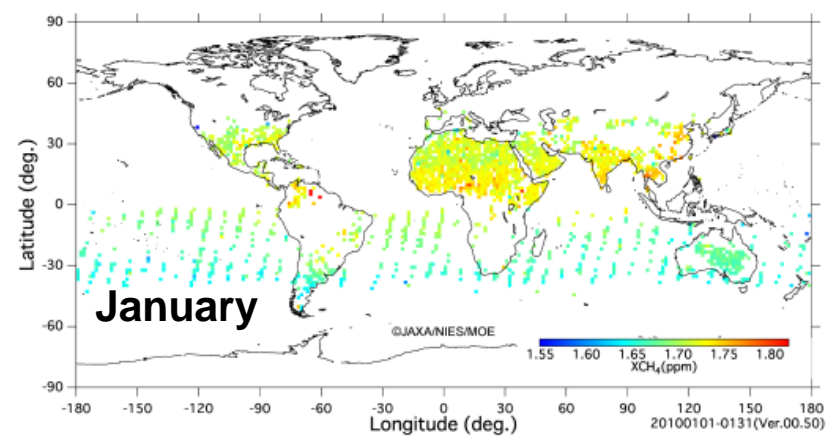 90
60
30
0
-30
-60
-90
Latitude (deg.)
January
©JAXA/NIES/MOE
1.55 1.60 1.65 1.70 1.75 1.80
XCH₄(ppm)
-180 -150 -120 -90 -60 -30 0 30 60 90 120 150 180
Longitude (deg.)
20100101-0131(Ver.00.50)